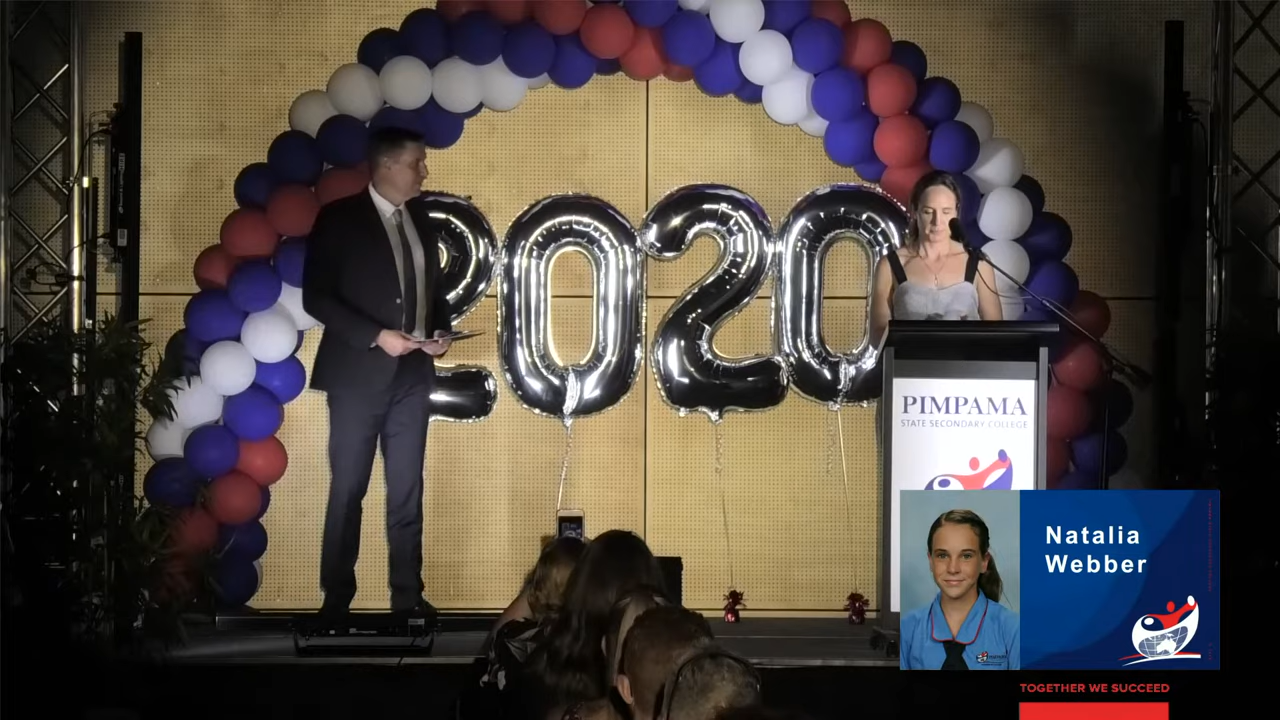 2020
PIMPAMA
STATE SECONDARY COLLEGE
Natalia
Webber
TOGETHER WE SUCCEED